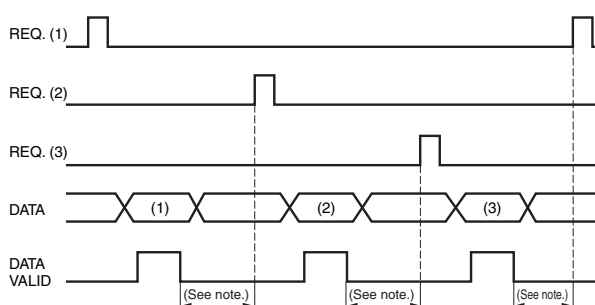 REQ. (1)
REQ. (2)
REQ. (3)
DATA
(1)
(2)
(3)
DATA
VALID
(See note.)
(See note.)
(See note.)